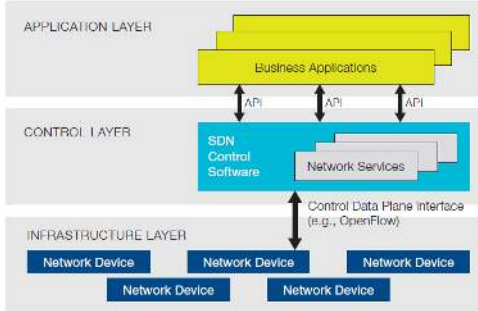 APPLICATION LAYER
Business Applications
API
API
API
CONTROL LAYER
SDN
Control
Software
Network Services
Control Data Plane Interface
(e.g., OpenFlow)
INFRASTRUCTURE LAYER
Network Device
Network Device
Network Device
Network Device
Network Device